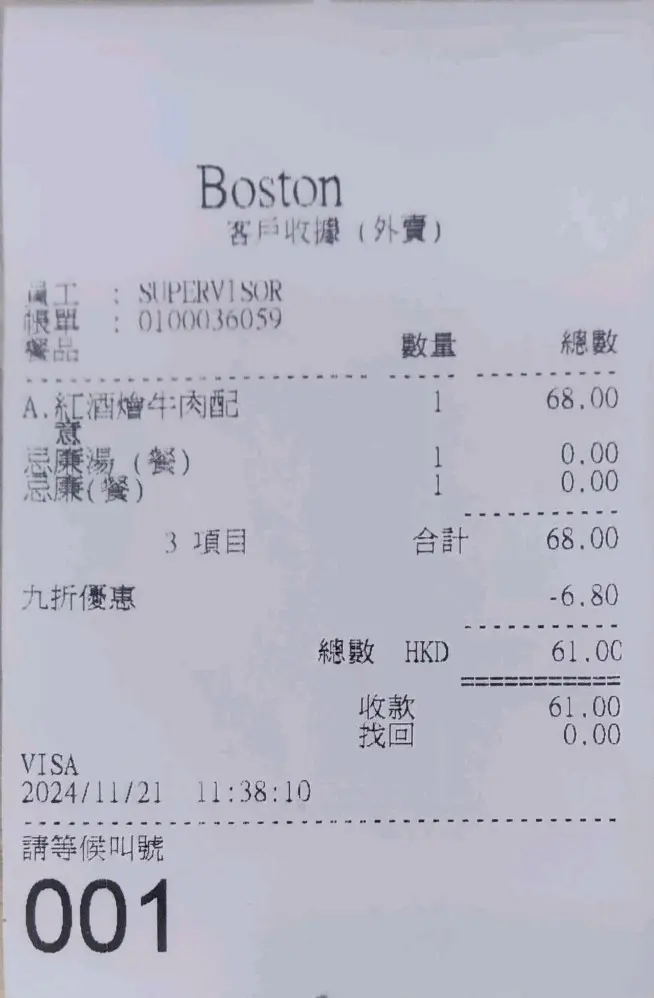 Boston
客戶收據 (外賣)
員工 : SUPERVISOR
帳單 : 0100036059
餐品 數量 總數
A.紅酒燴牛肉配 1 68.00
意
忌廉湯 (餐) 1 0.00
忌廉(餐) 1 0.00
3 項目 合計 68.00
九折優惠 -6.80
總數 HKD 61.00
收款 61.00
找回 0.00
VISA
2024/11/21 11:38:10
請等候叫號
001